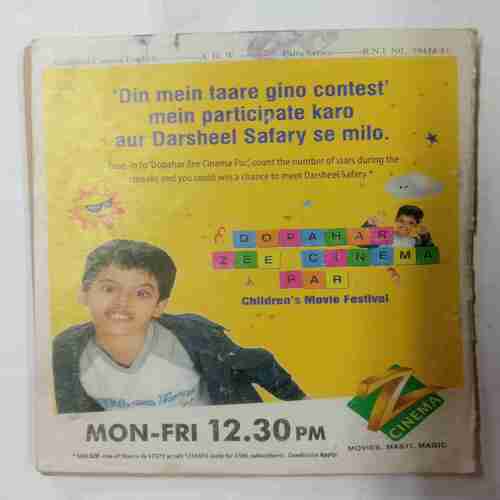 'Din mein taare gino contest'
mein participate karo
aur Darsheel Safary se milo.
Tune-in to 'Dopahar Zee Cinema Par', count the number of stars during the
breaks and you could win a chance to meet Darsheel Safary.*
DOPAHAR
ZEE CINEMA
PAR
Children's Movie Festival
Z
CINEMA
MOVIES. MASTI. MAGIC.
MON-FRI 12.30 PM